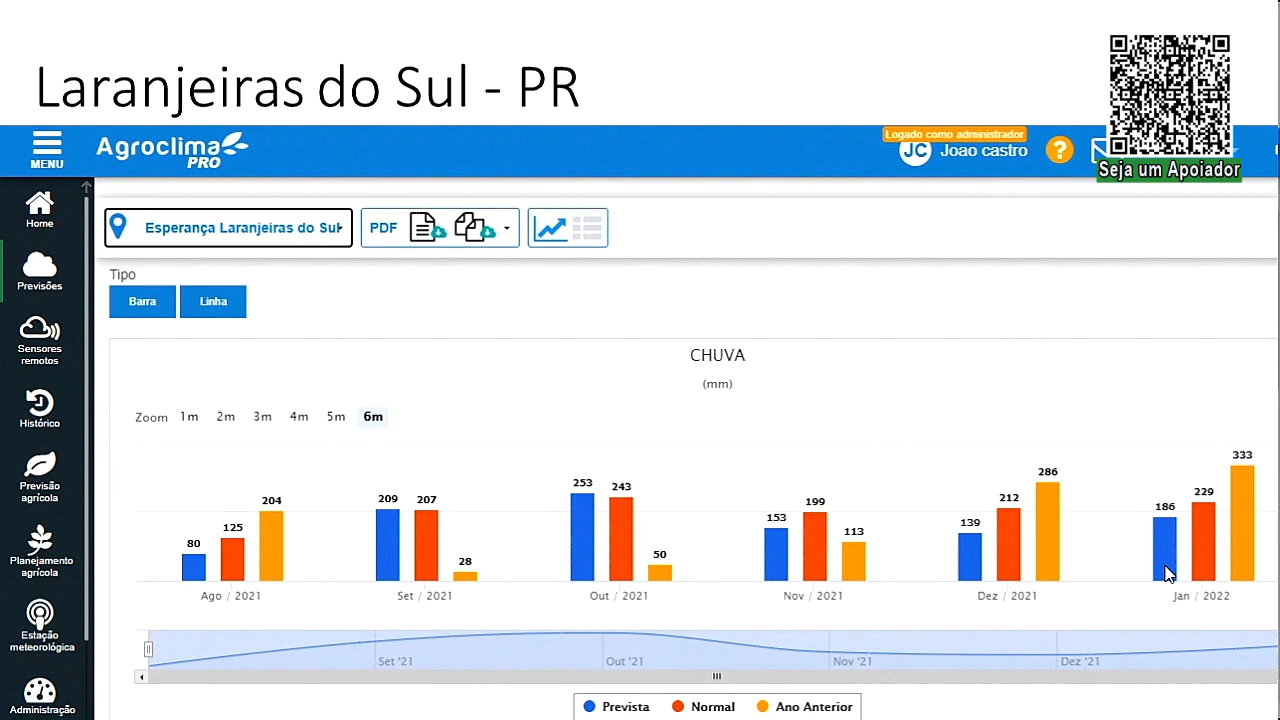 Laranjeiras do Sul - PR
Seja um Apoiador
MENU
Agroclima
PRO
Logado como administrador
JC Joao castro
?
Home
Previsões
Sensores
remotos
Histórico
Previsão
agrícola
Planejamento
agrícola
Estação
meteorológica
Administração
Esperança Laranjeiras do Sul
PDF
Tipo
Barra Linha
CHUVA
(mm)
Zoom 1m 2m 3m 4m 5m 6m
80 125 204
209 207 28
253 243 50
153 199 113
139 212 286
186 229 333
Ago / 2021 Set / 2021 Out / 2021 Nov / 2021 Dez / 2021 Jan / 2022
Set '21 Out '21 Nov '21 Dez '21
Prevista Normal Ano Anterior